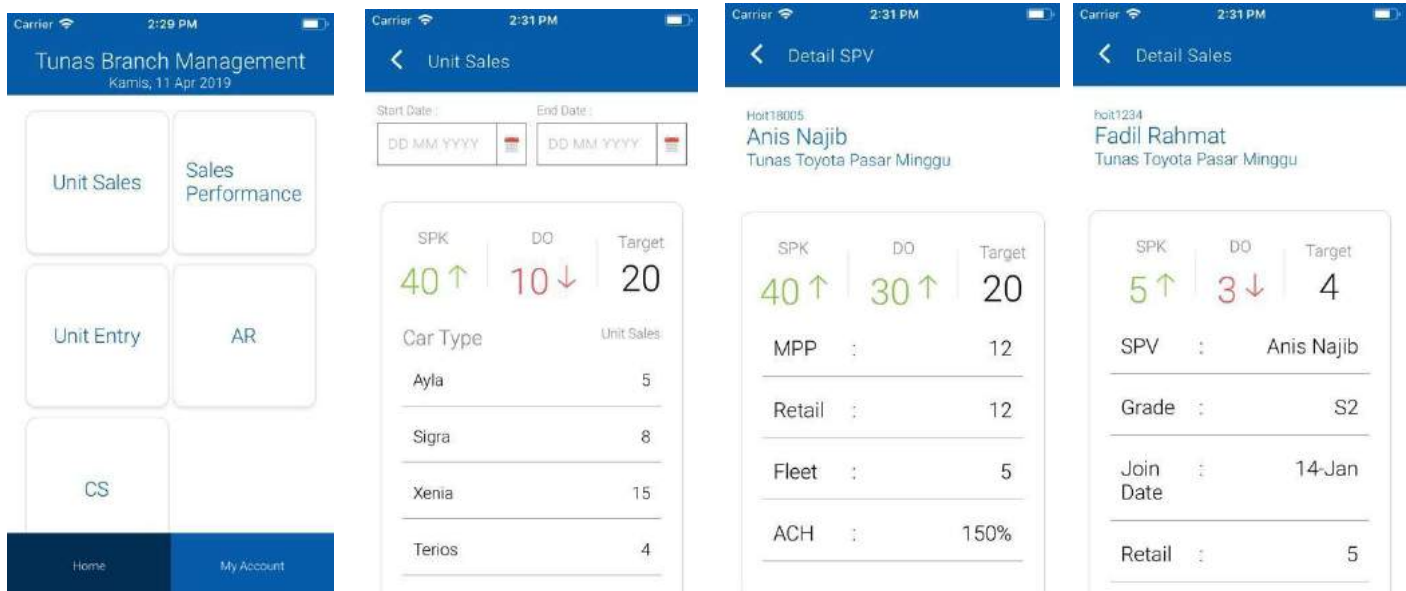 Carrier 2:29 PM
Tunas Branch Management
Kamis, 11 Apr 2019
Unit Sales
Sales
Performance
Unit Entry
AR
CS
Home
My Account
Carrier 2:31 PM
Unit Sales
Start Date :
End Date :
DD MM YYYY
DD MM YYYY
SPK DO Target
40 ↑ 10 ↓ 20
Car Type Unit Sales
Ayla 5
Sigra 8
Xenia 15
Terios 4
Carrier 2:31 PM
Detail SPV
Hoit18005
Anis Najib
Tunas Toyota Pasar Minggu
SPK DO Target
40 ↑ 30 ↑ 20
MPP : 12
Retail : 12
Fleet : 5
ACH : 150%
Carrier 2:31 PM
Detail Sales
hoit1234
Fadil Rahmat
Tunas Toyota Pasar Minggu
SPK DO Target
5 ↑ 3 ↓ 4
SPV : Anis Najib
Grade : S2
Join : 14-Jan
Date
Retail : 5